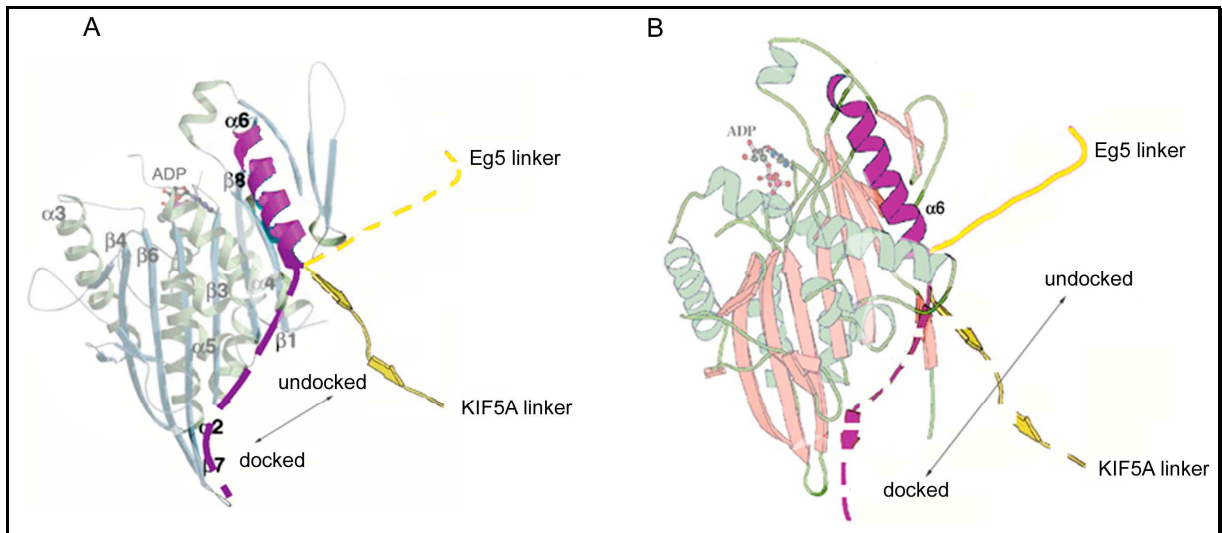 A
α6
β8
ADP
α3
β4
β6
β3
α4
α5
β1
α2
β7
Eg5 linker
undocked
docked
KIF5A linker
B
ADP
α6
Eg5 linker
undocked
docked
KIF5A linker